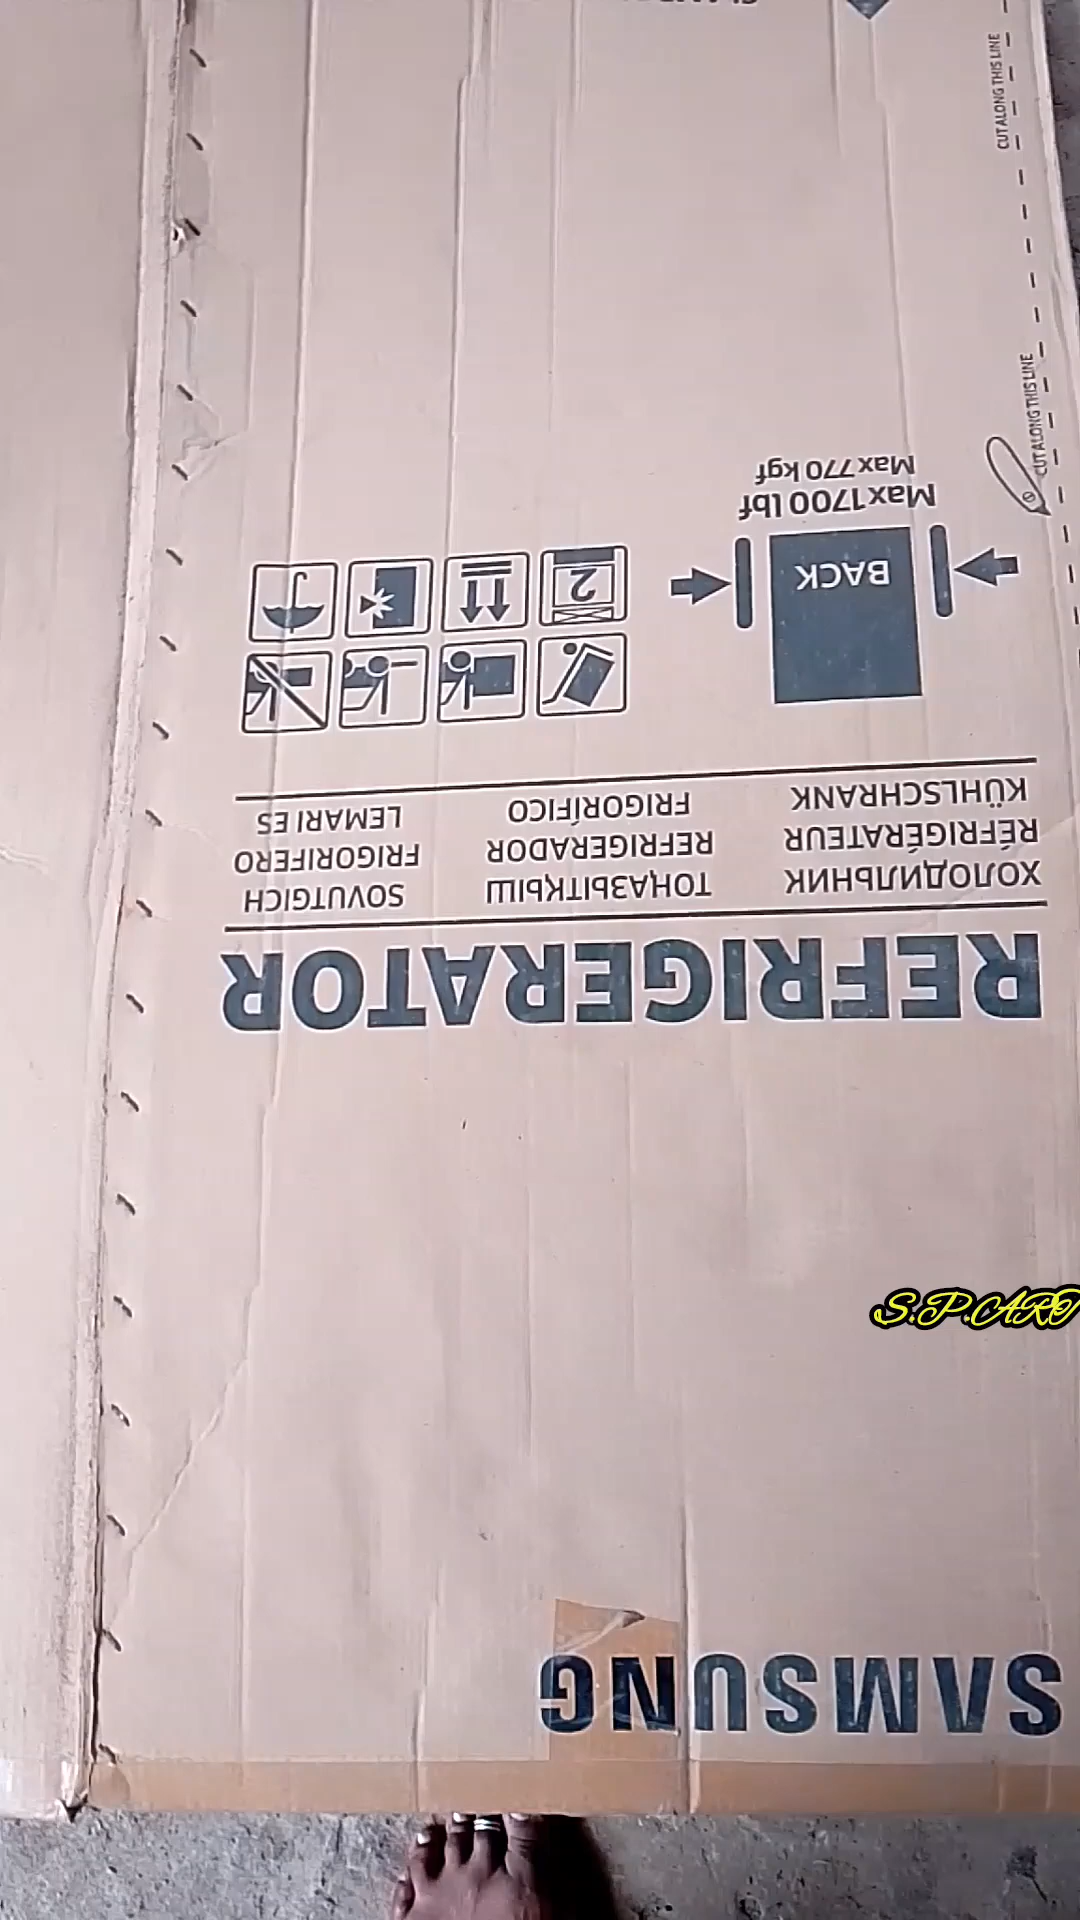 SAMSUNG
REFRIGERATOR
ХОЛОДИЛЬНИК ТОҢАЗЫТҚЫШ SOVUTGICH
RÉFRIGÉRATEUR REFRIGERADOR FRIGORIFERO
KÜHLSCHRANK FRIGORÍFICO LEMARI ES
2
BACK
Max 1700 lbf
Max 770 kgf
CUT ALONG THIS LINE
CUT ALONG THIS LINE
S.P.ART